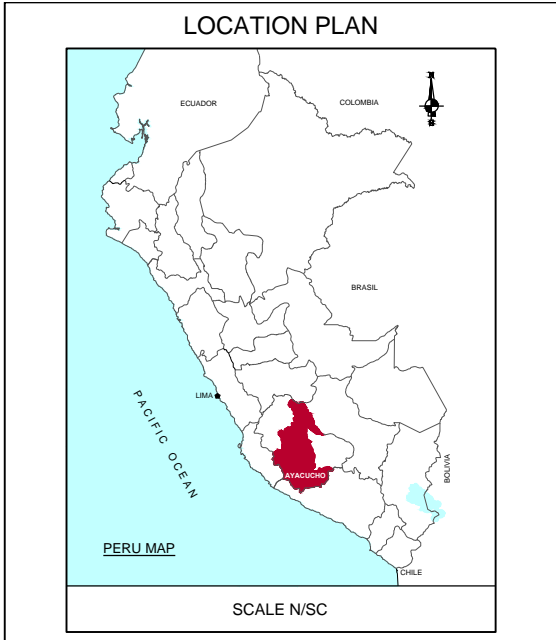 LOCATION PLAN
ECUADOR
COLOMBIA
BRASIL
LIMA
PACIFIC OCEAN
AYACUCHO
BOLIVIA
PERU MAP
CHILE
SCALE N/SC